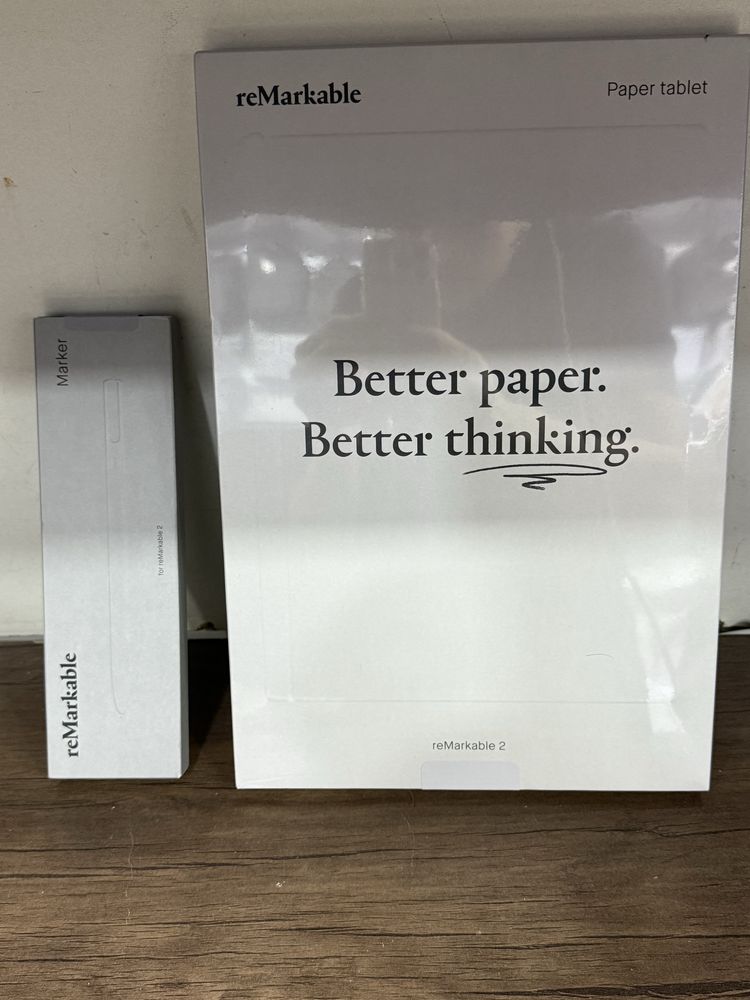 reMarkable
Paper tablet
Better paper.
Better thinking.
reMarkable 2
Marker
for reMarkable 2
reMarkable